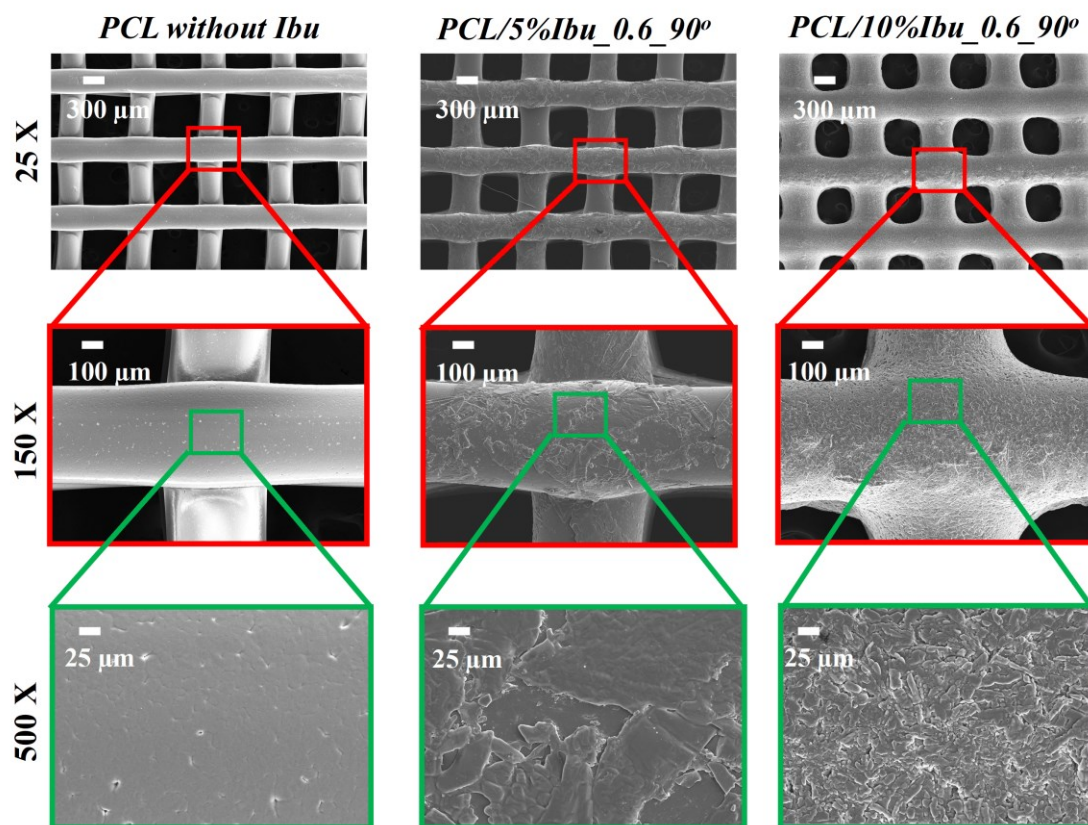 PCL without Ibu
PCL/5%Ibu_0.6_90º
PCL/10%Ibu_0.6_90º
25 X
300 µm
300 µm
300 µm
150 X
100 µm
100 µm
100 µm
500 X
25 µm
25 µm
25 µm